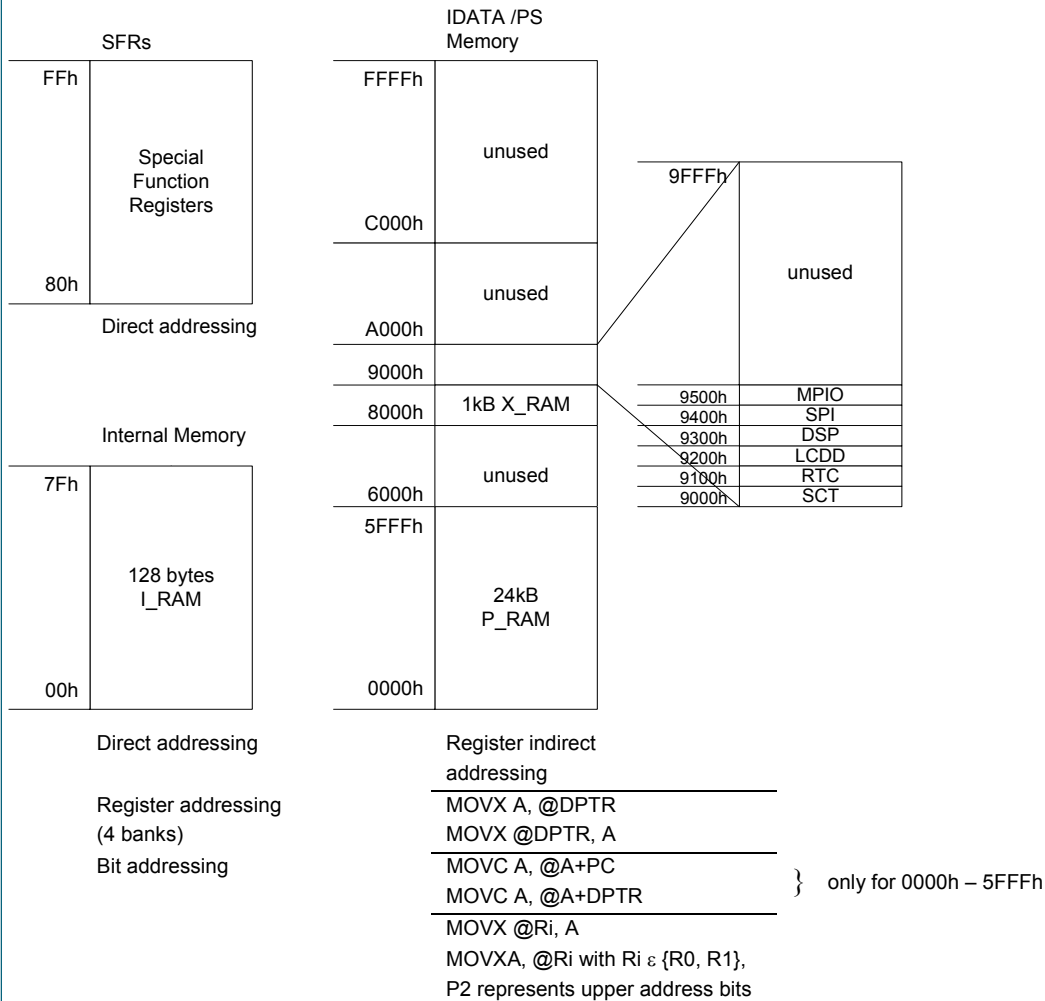 SFRs
FFh
Special
Function
Registers
80h
Direct addressing
Internal Memory
7Fh
128 bytes
I_RAM
00h
Direct addressing
Register addressing
(4 banks)
Bit addressing
IDATA /PS
Memory
FFFFh
unused
C000h
unused
A000h
9000h
8000h
1kB X_RAM
unused
6000h
5FFFh
24kB
P_RAM
0000h
Register indirect
addressing
MOVX A, @DPTR
MOVX @DPTR, A
MOVC A, @A+PC
MOVC A, @A+DPTR
} only for 0000h – 5FFFh
MOVX @Ri, A
MOVXA, @Ri with Ri ε {R0, R1},
P2 represents upper address bits
9FFFh
unused
9500h MPIO
9400h SPI
9300h DSP
9200h LCDD
9100h RTC
9000h SCT